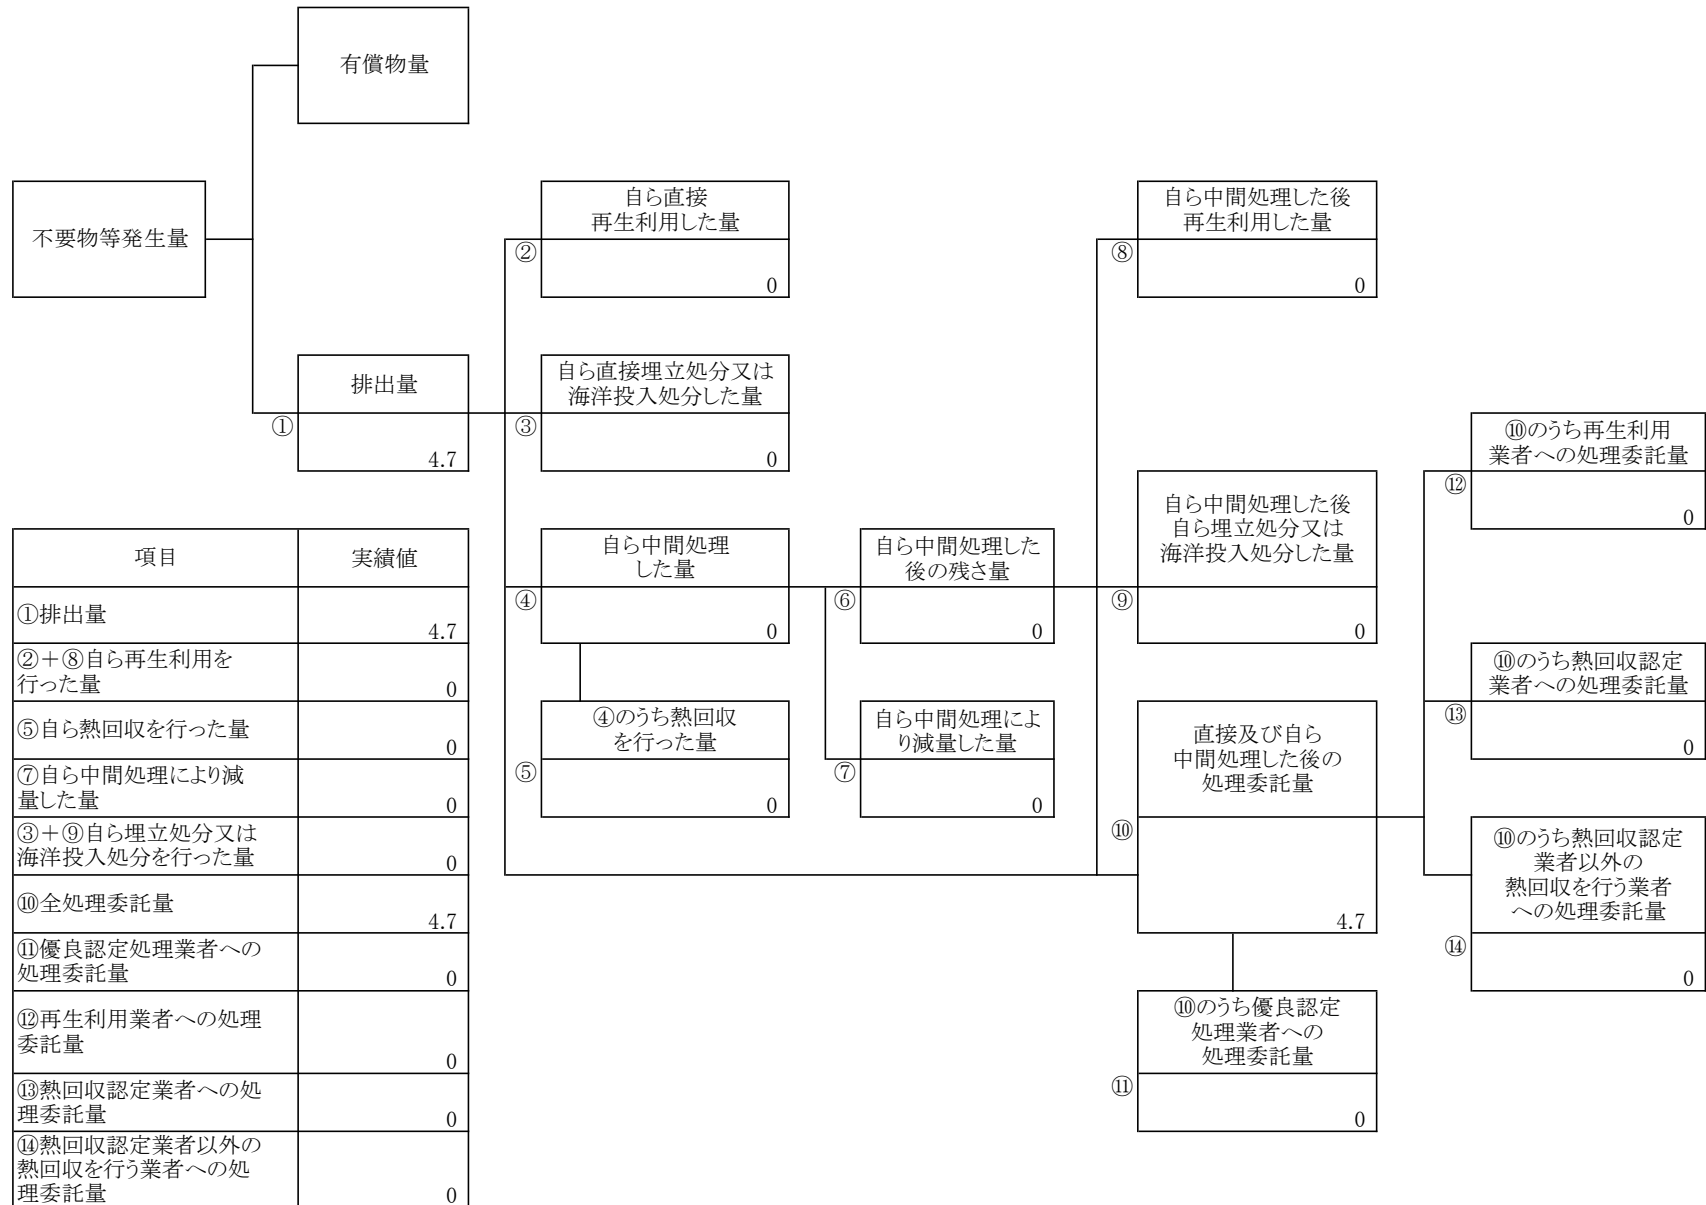 有償物量
不要物等発生量
自ら直接
再生利用した量
②
0
自ら中間処理した後
再生利用した量
⑧
0
排出量
①
4.7
自ら直接埋立処分又は
海洋投入処分した量
③
0
⑩のうち再生利用
業者への処理委託量
⑫
0
自ら中間処理した後
自ら埋立処分又は
海洋投入処分した量
⑨
0
自ら中間処理
した量
④
0
自ら中間処理した
後の残さ量
⑥
0
④のうち熱回収
を行った量
⑤
0
自ら中間処理によ
り減量した量
⑦
0
直接及び自ら
中間処理した後の
処理委託量
⑩
4.7
⑩のうち熱回収認定
業者への処理委託量
⑬
0
⑩のうち熱回収認定
業者以外の
熱回収を行う業者
への処理委託量
⑭
0
⑩のうち優良認定
処理業者への
処理委託量
⑪
0
項目 実績値
①排出量
4.7
②＋⑧自ら再生利用を
行った量 0
⑤自ら熱回収を行った量
0
⑦自ら中間処理により減
量した量 0
③＋⑨自ら埋立処分又は
海洋投入処分を行った量 0
⑩全処理委託量
4.7
⑪優良認定処理業者への
処理委託量 0
⑫再生利用業者への処理
委託量
0
⑬熱回収認定業者への処
理委託量 0
⑭熱回収認定業者以外の
熱回収を行う業者への処
理委託量 0